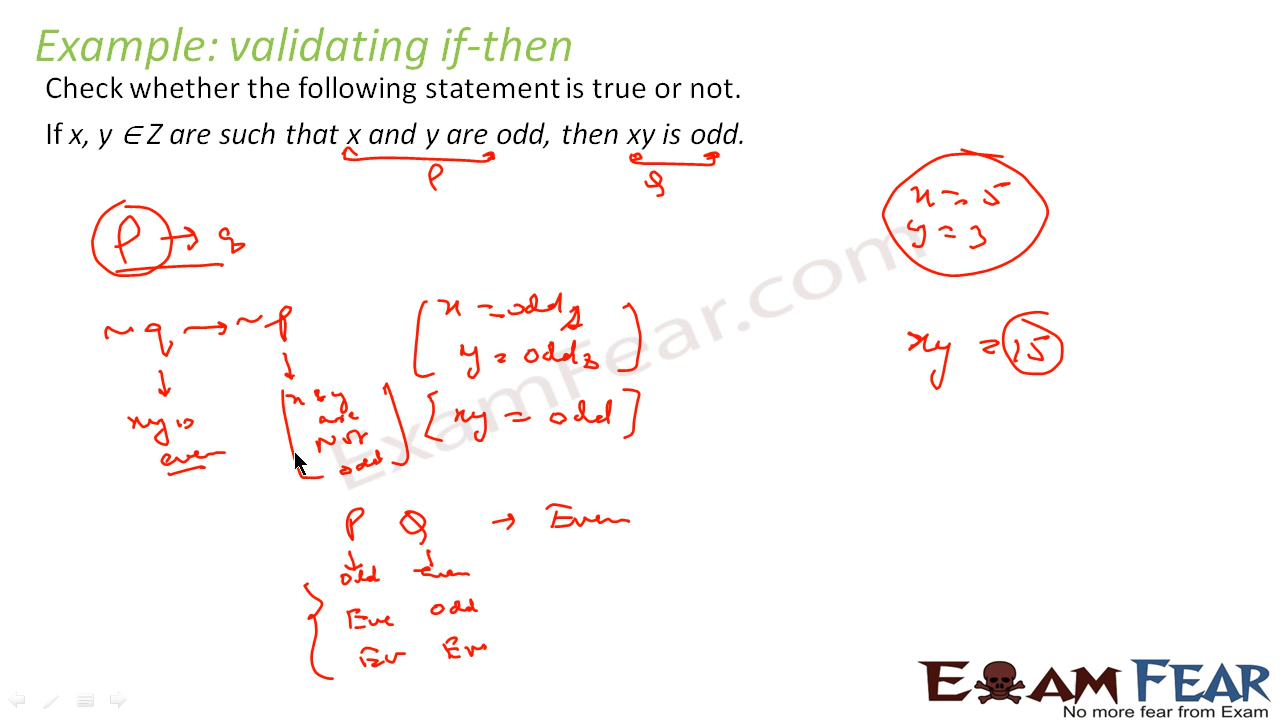 Example: validating if-then
Check whether the following statement is true or not.
If x, y ∈ Z are such that x and y are odd, then xy is odd.
P
q
P → q
x = 5
y = 3
~q → ~P
x = odd
y = odd
xy = 15
xy is
even
x & y
are
Not
odd
[xy = odd]
P Q → Even
odd even
Eve odd
Ev Eve
ExamFear.com
EXAM FEAR
No more fear from Exam